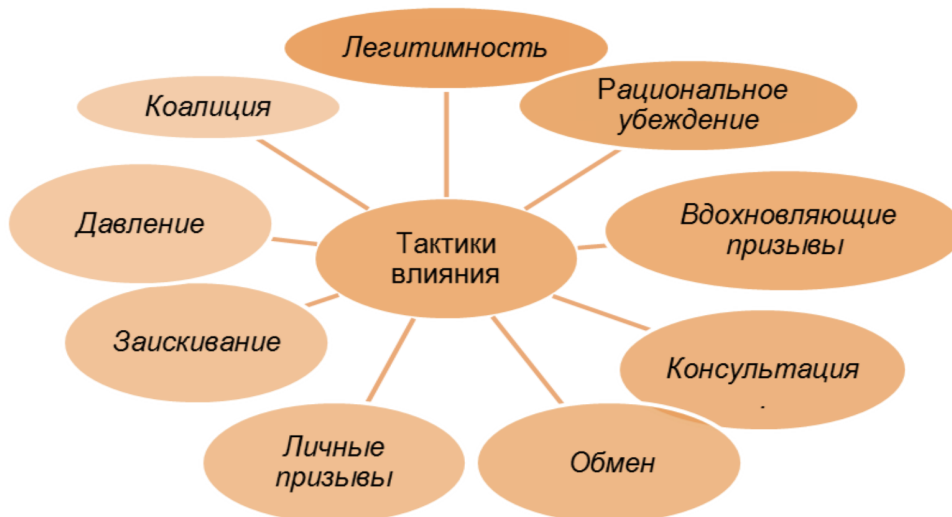 Легитимность
Рациональное
убеждение
Вдохновляющие
призывы
Консультация
.
Обмен
Личные
призывы
Заискивание
Давление
Коалиция
Тактики
влияния